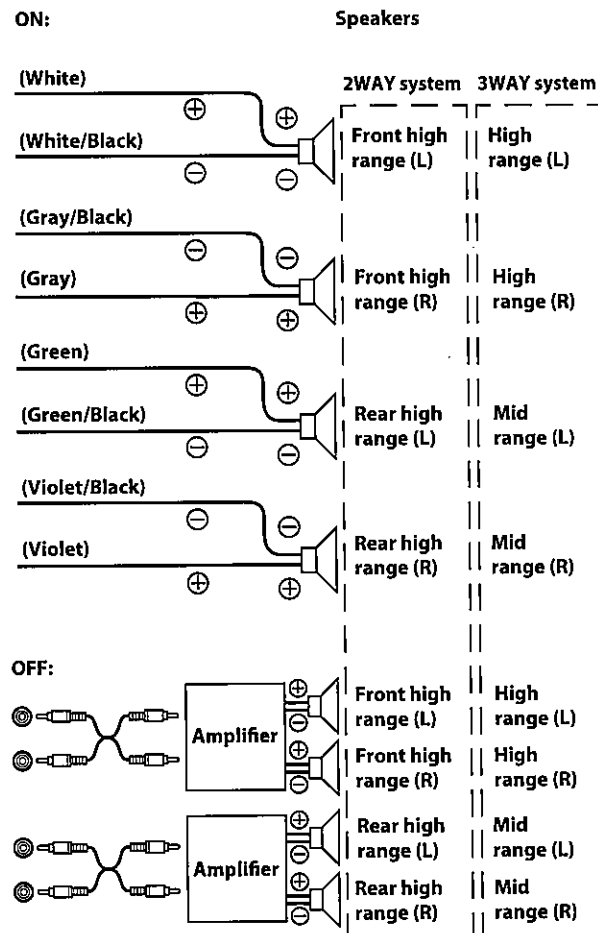 ON:
Speakers
2WAY system
3WAY system
(White)
⊕ ⊕
(White/Black)
⊖ ⊖
Front high
range (L)
High
range (L)
(Gray/Black)
⊖ ⊖
(Gray)
⊕ ⊕
Front high
range (R)
High
range (R)
(Green)
⊕ ⊕
(Green/Black)
⊖ ⊖
Rear high
range (L)
Mid
range (L)
(Violet/Black)
⊖ ⊖
(Violet)
⊕ ⊕
Rear high
range (R)
Mid
range (R)
OFF:
Amplifier
⊕
⊖
Front high
range (L)
High
range (L)
⊕
⊖
Front high
range (R)
High
range (R)
Amplifier
⊕
⊖
Rear high
range (L)
Mid
range (L)
⊕
⊖
Rear high
range (R)
Mid
range (R)